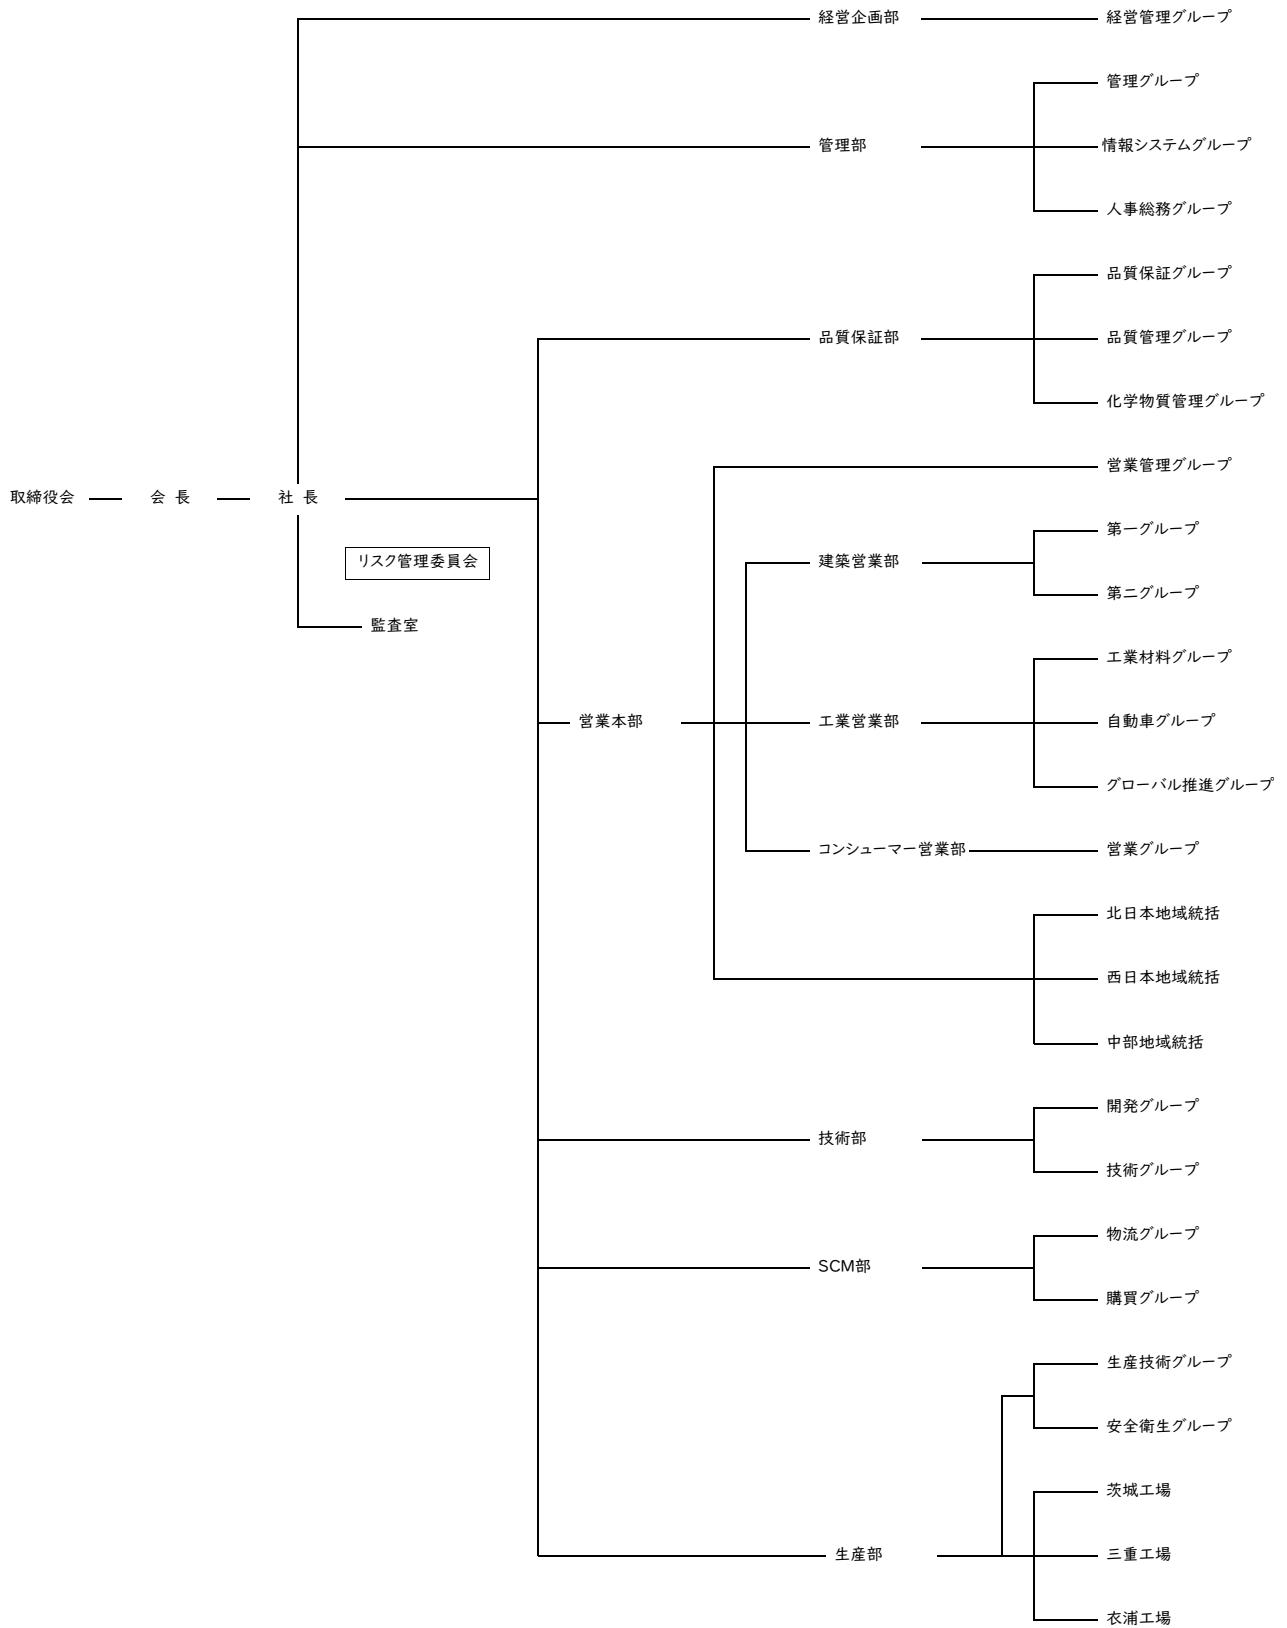 経営企画部
経営管理グループ
管理グループ
管理部
情報システムグループ
人事総務グループ
品質保証グループ
品質保証部
品質管理グループ
化学物質管理グループ
営業管理グループ
取締役会
会 長
社 長
第一グループ
リスク管理委員会
建築営業部
第二グループ
監査室
工業材料グループ
営業本部
工業営業部
自動車グループ
グローバル推進グループ
コンシューマー営業部
営業グループ
北日本地域統括
西日本地域統括
中部地域統括
開発グループ
技術部
技術グループ
物流グループ
SCM部
購買グループ
生産技術グループ
安全衛生グループ
茨城工場
生産部
三重工場
衣浦工場